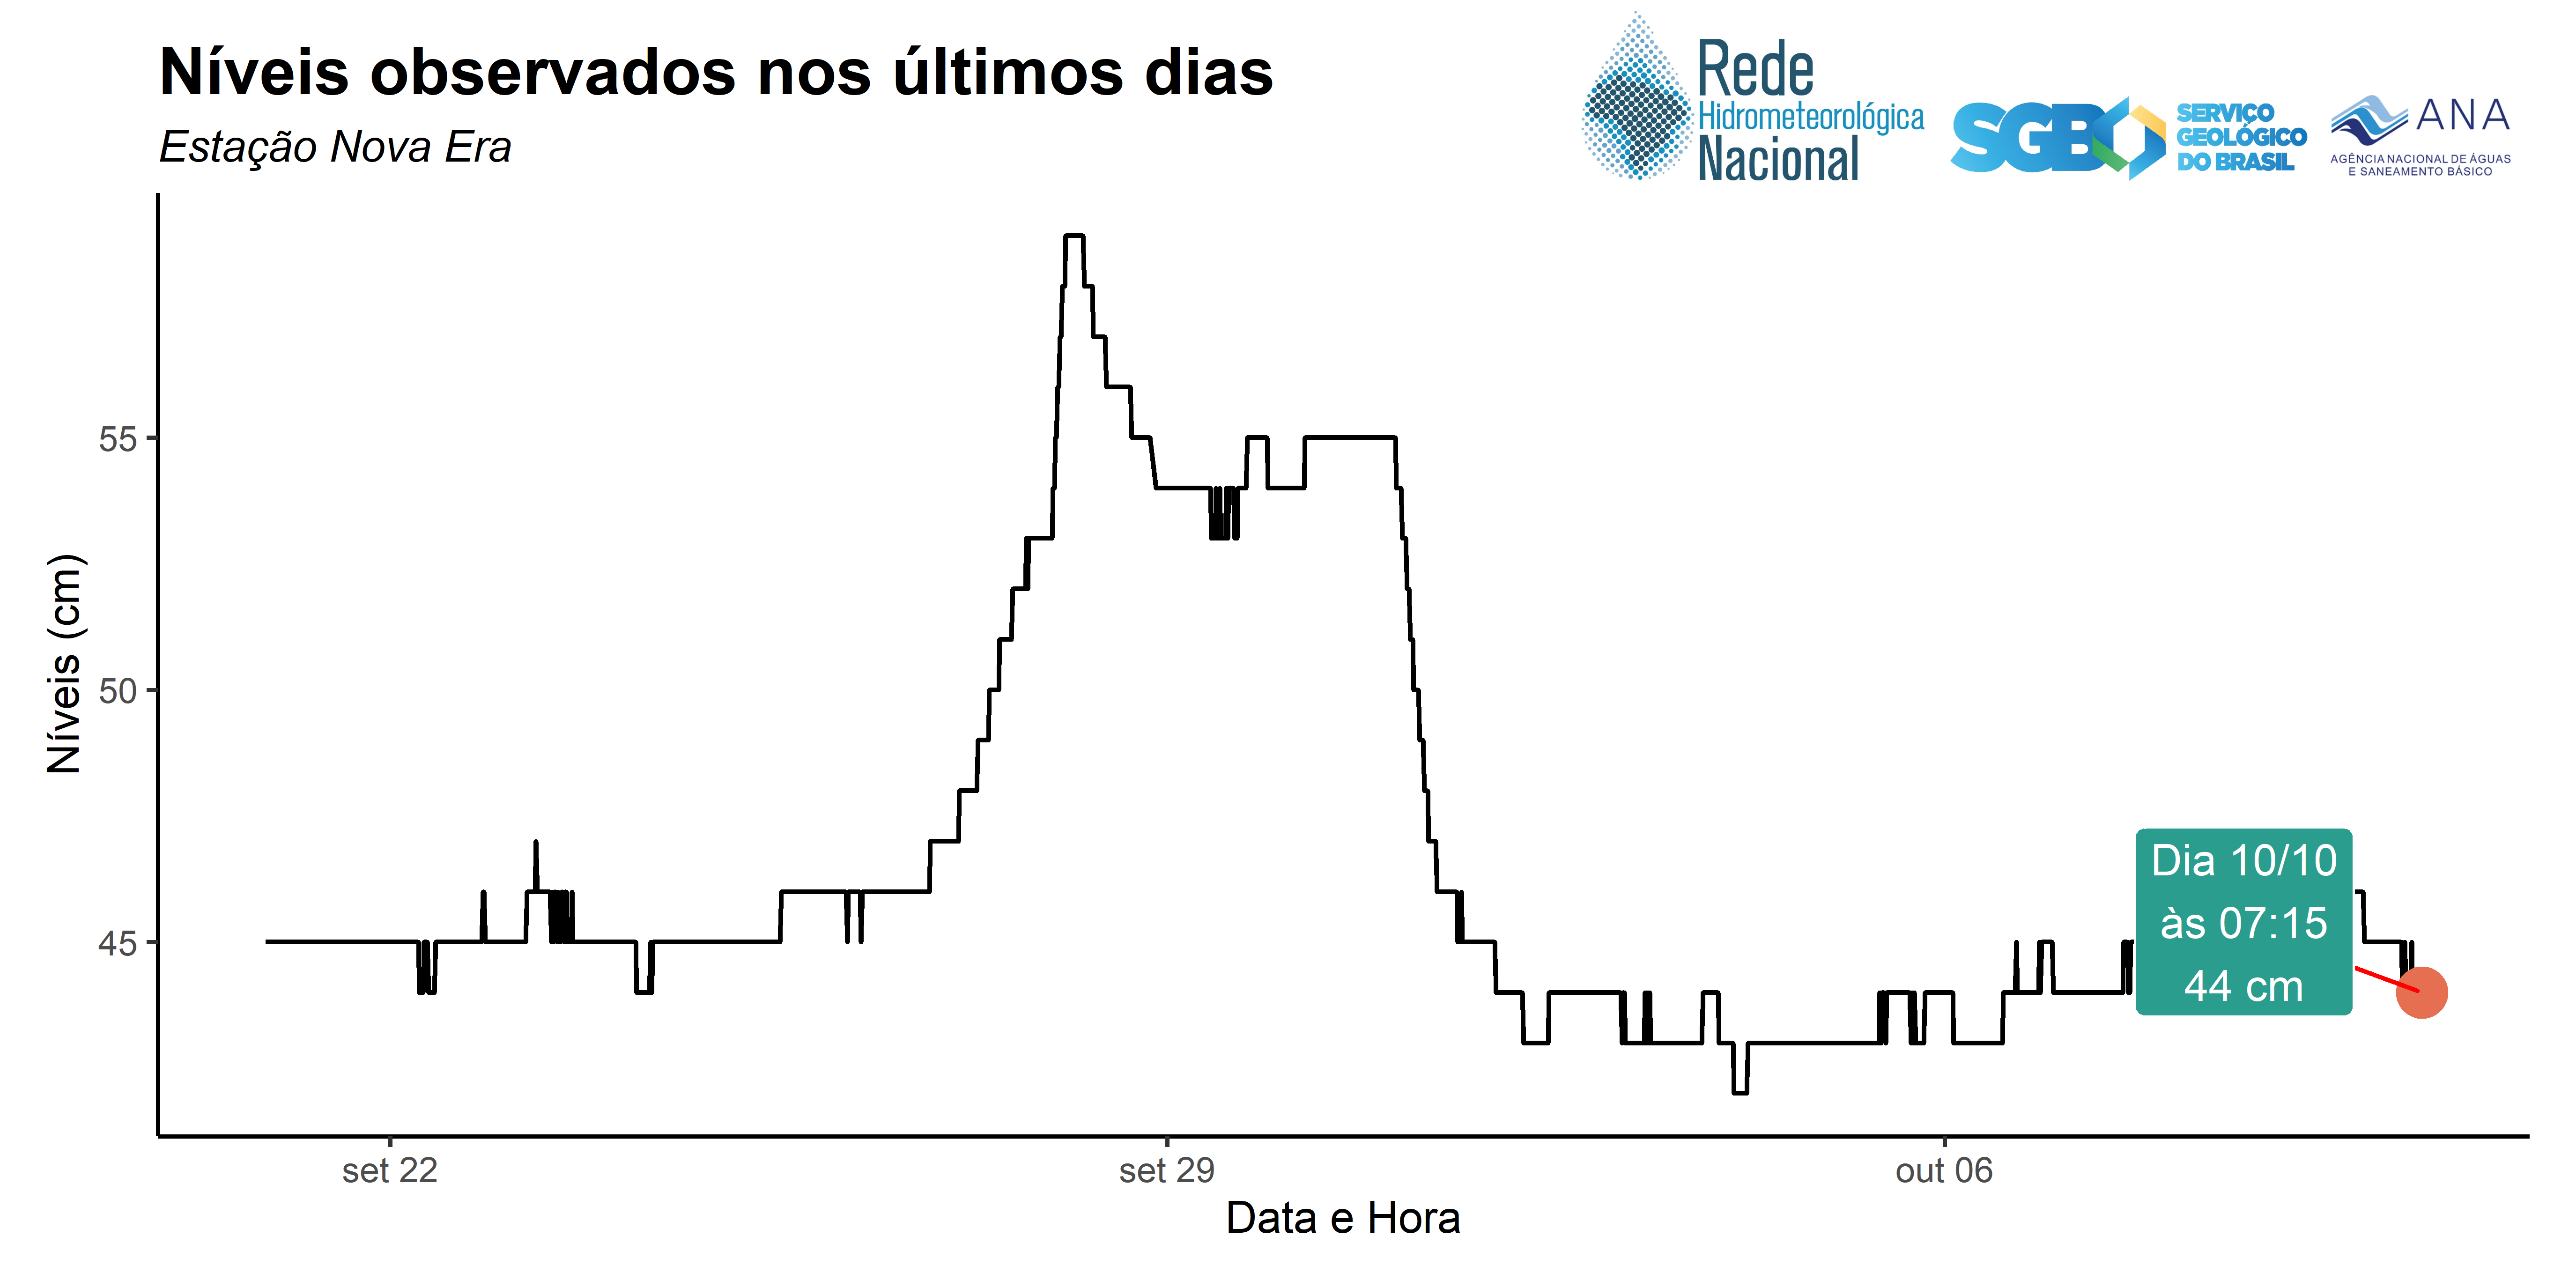 Níveis observados nos últimos dias
Estação Nova Era
Rede
Hidrometeorológica
Nacional
SGB
SERVIÇO
GEOLÓGICO
DO BRASIL
ANA
AGÊNCIA NACIONAL DE ÁGUAS
E SANEAMENTO BÁSICO
Níveis (cm)
55
50
45
Dia 10/10
às 07:15
44 cm
set 22
set 29
out 06
Data e Hora